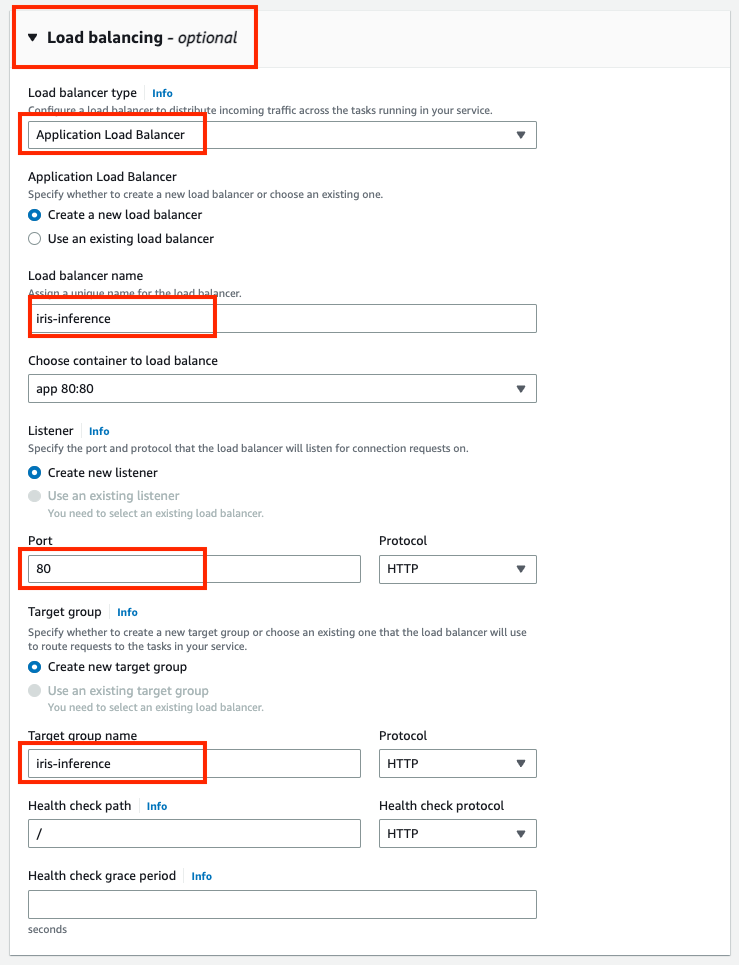 ▼ Load balancing - optional
Load balancer type Info
Configure a load balancer to distribute incoming traffic across the tasks running in your service.
Application Load Balancer
Application Load Balancer
Specify whether to create a new load balancer or choose an existing one.
Create a new load balancer
Use an existing load balancer
Load balancer name
Assign a unique name for the load balancer.
iris-inference
Choose container to load balance
app 80:80
Listener Info
Specify the port and protocol that the load balancer will listen for connection requests on.
Create new listener
Use an existing listener
You need to select an existing load balancer.
Port Protocol
80 HTTP
Target group Info
Specify whether to create a new target group or choose an existing one that the load balancer will use
to route requests to the tasks in your service.
Create new target group
Use an existing target group
You need to select an existing load balancer.
Target group name Protocol
iris-inference HTTP
Health check path Info Health check protocol
/ HTTP
Health check grace period Info
seconds